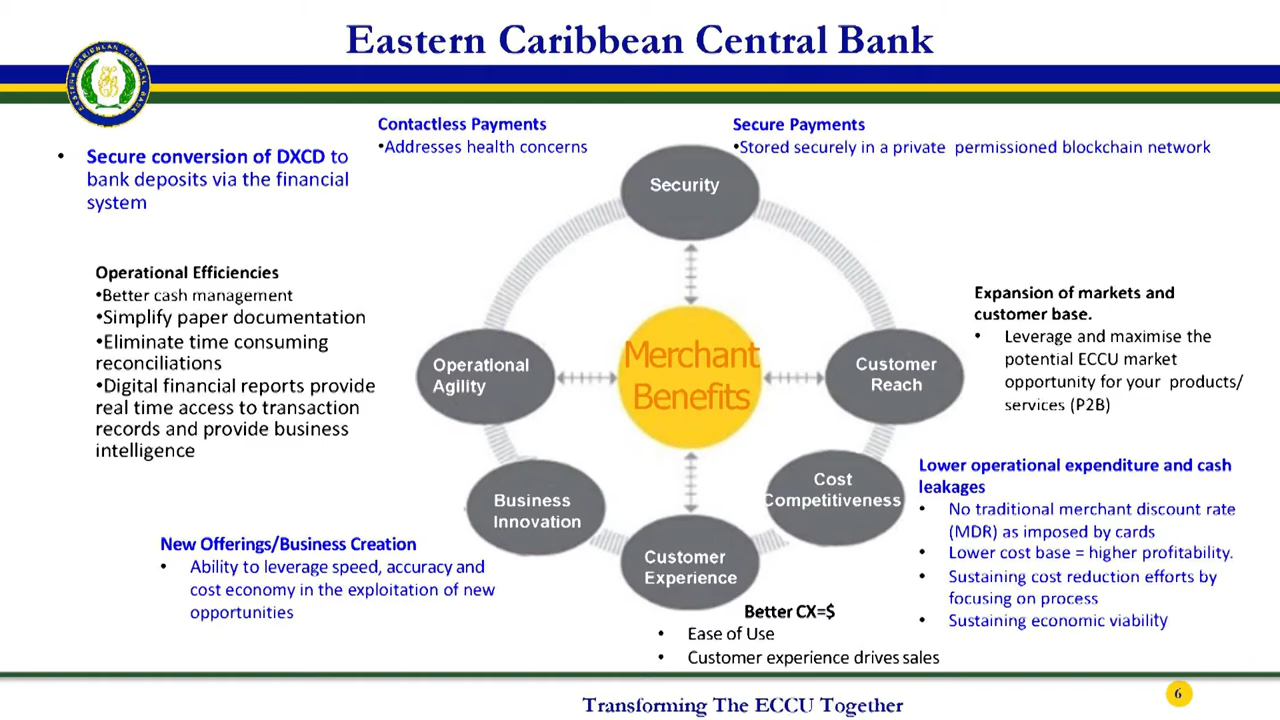 Eastern Caribbean Central Bank
EASTERN CARIBBEAN CENTRAL BANK
Contactless Payments
•Addresses health concerns
Secure Payments
•Stored securely in a private permissioned blockchain network
• Secure conversion of DXCD to
bank deposits via the financial
system
Security
Operational Efficiencies
•Better cash management
•Simplify paper documentation
•Eliminate time consuming
reconciliations
•Digital financial reports provide
real time access to transaction
records and provide business
intelligence
Operational
Agility
Merchant
Benefits
Customer
Reach
Expansion of markets and
customer base.
• Leverage and maximise the
potential ECCU market
opportunity for your products/
services (P2B)
Cost
Competitiveness
Lower operational expenditure and cash
leakages
• No traditional merchant discount rate
(MDR) as imposed by cards
• Lower cost base = higher profitability.
• Sustaining cost reduction efforts by
focusing on process
• Sustaining economic viability
Business
Innovation
New Offerings/Business Creation
• Ability to leverage speed, accuracy and
cost economy in the exploitation of new
opportunities
Customer
Experience
Better CX=$
• Ease of Use
• Customer experience drives sales
Transforming The ECCU Together
6